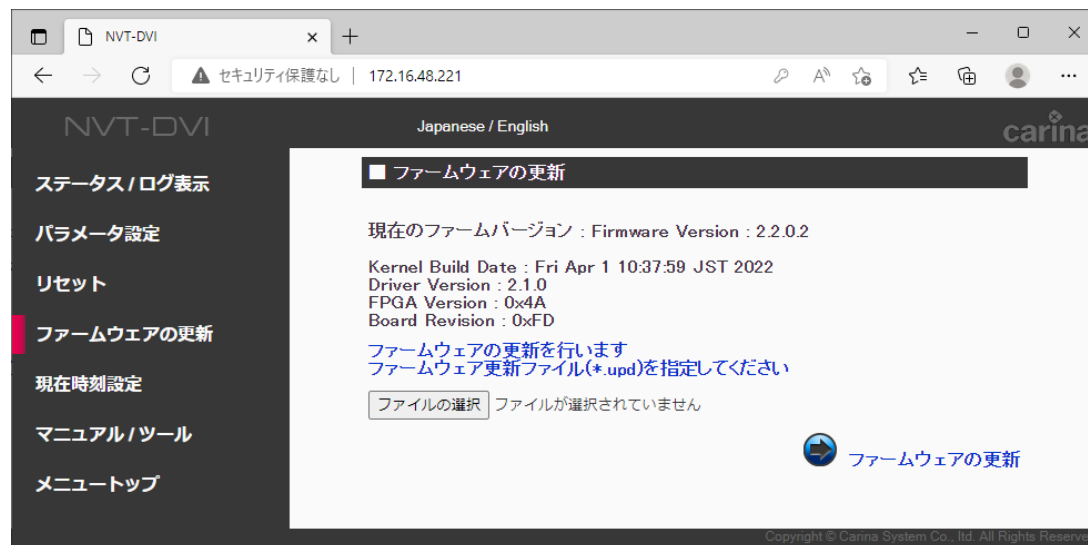 NVT-DVI
セキュリティ保護なし | 172.16.48.221
NVT-DVI
Japanese / English
carina
ステータス / ログ表示
パラメータ設定
リセット
ファームウェアの更新
現在時刻設定
マニュアル / ツール
メニュートップ
■ ファームウェアの更新
現在のファームバージョン : Firmware Version : 2.2.0.2
Kernel Build Date : Fri Apr 1 10:37:59 JST 2022
Driver Version : 2.1.0
FPGA Version : 0x4A
Board Revision : 0xFD
ファームウェアの更新を行います
ファームウェア更新ファイル(*.upd)を指定してください
ファイルの選択 ファイルが選択されていません
ファームウェアの更新
Copyright © Carina System Co., ltd. All Rights Reserve